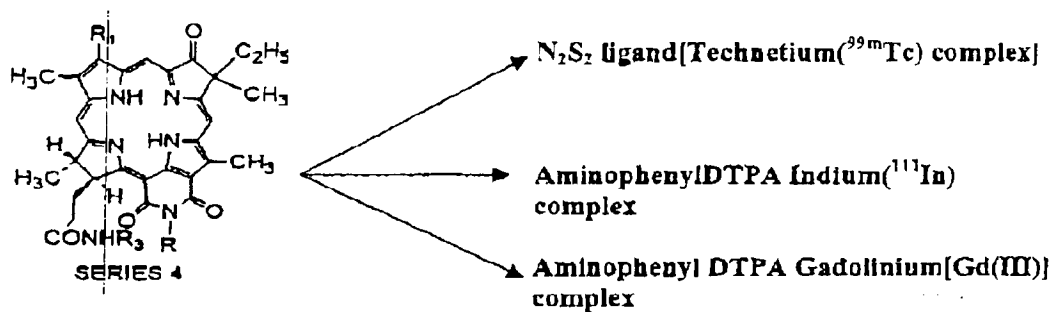 R₁
O
C₂H₅
H₃C
NH
N
CH₃
H
N
HN
H₃C
CH₃
H
O
N
O
CONHR₃
R
SERIES 4
N₂S₂ ligand[Technetium(⁹⁹ᵐTc) complex]
AminophenylDTPA Indium(¹¹¹In)
complex
Aminophenyl DTPA Gadolinium[Gd(III)]
complex